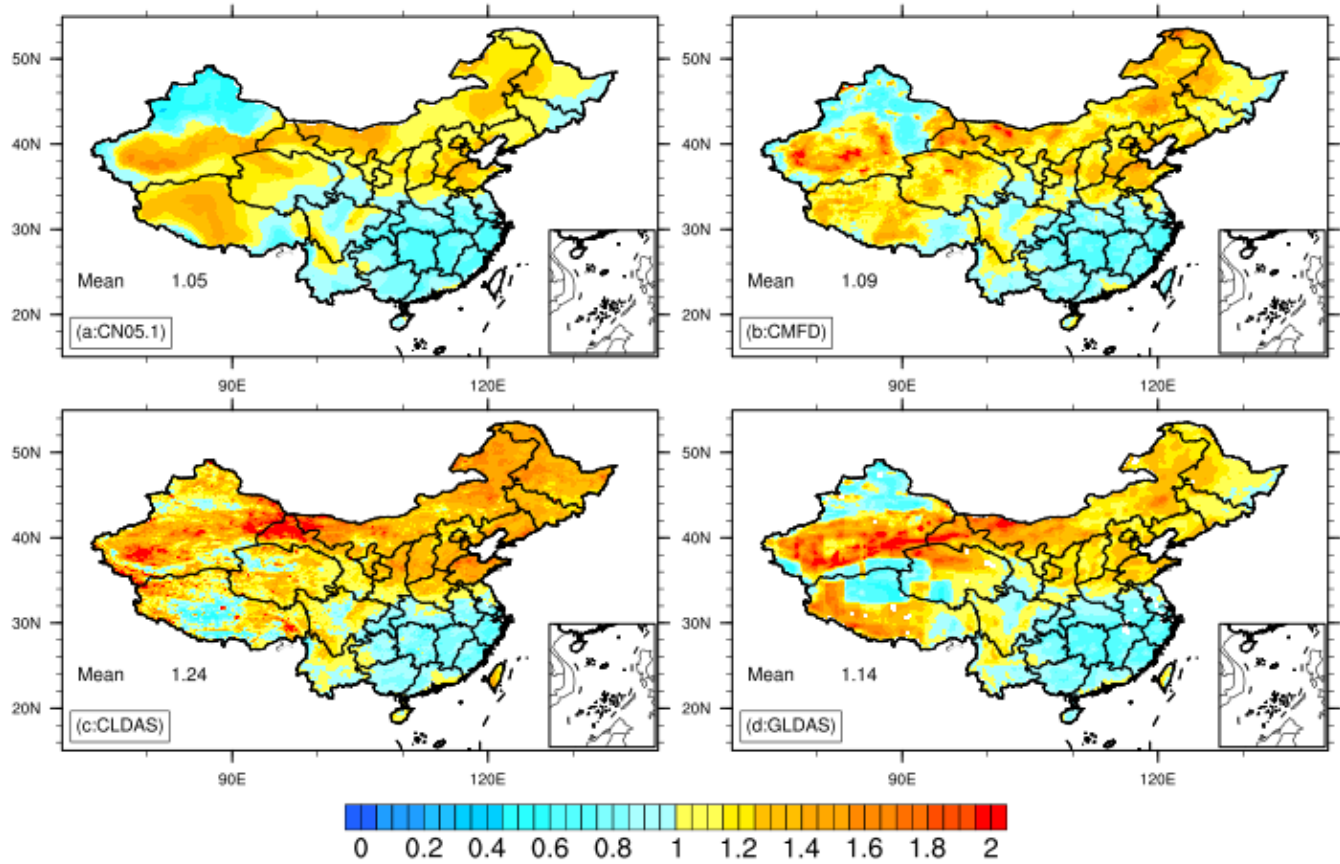 50N
40N
30N
20N
Mean 1.05
(a:CN05.1)
90E 120E
50N
40N
30N
20N
Mean 1.09
(b:CMFD)
90E 120E
50N
40N
30N
20N
Mean 1.24
(c:CLDAS)
90E 120E
50N
40N
30N
20N
Mean 1.14
(d:GLDAS)
90E 120E
0 0.2 0.4 0.6 0.8 1 1.2 1.4 1.6 1.8 2